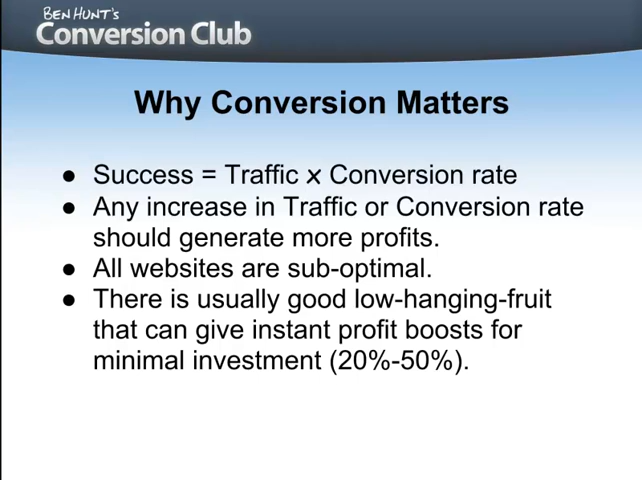 BEN HUNT'S
Conversion Club
Why Conversion Matters
● Success = Traffic x Conversion rate
● Any increase in Traffic or Conversion rate
should generate more profits.
● All websites are sub-optimal.
● There is usually good low-hanging-fruit
that can give instant profit boosts for
minimal investment (20%-50%).